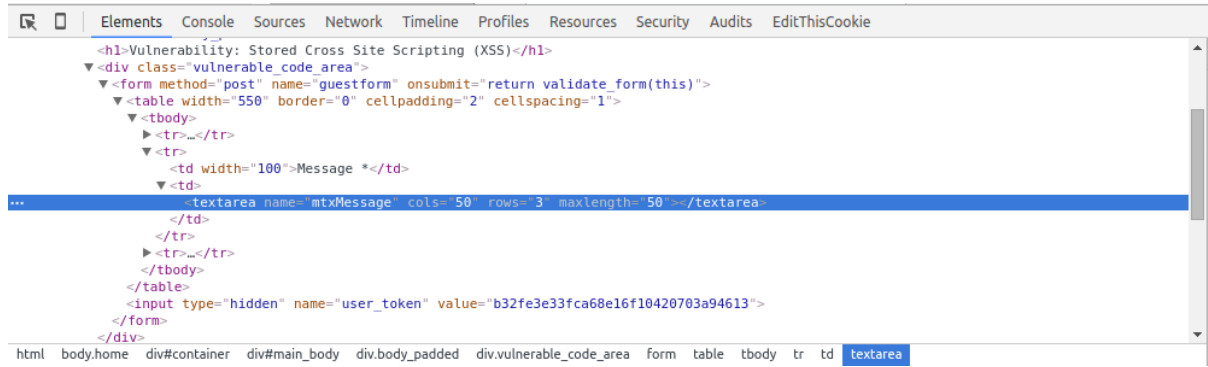 Elements Console Sources Network Timeline Profiles Resources Security Audits EditThisCookie
<h1>Vulnerability: Stored Cross Site Scripting (XSS)</h1>
▼<div class="vulnerable_code_area">
▼<form method="post" name="guestform" onsubmit="return validate_form(this)">
▼<table width="550" border="0" cellpadding="2" cellspacing="1">
▼<tbody>
▶<tr>…</tr>
▼<tr>
<td width="100">Message *</td>
▼<td>
... <textarea name="mtxMessage" cols="50" rows="3" maxlength="50"></textarea>
</td>
</tr>
▶<tr>…</tr>
</tbody>
</table>
<input type="hidden" name="user_token" value="b32fe3e33fca68e16f10420703a94613">
</form>
</div>
html body.home div#container div#main_body div.body_padded div.vulnerable_code_area form table tbody tr td textarea